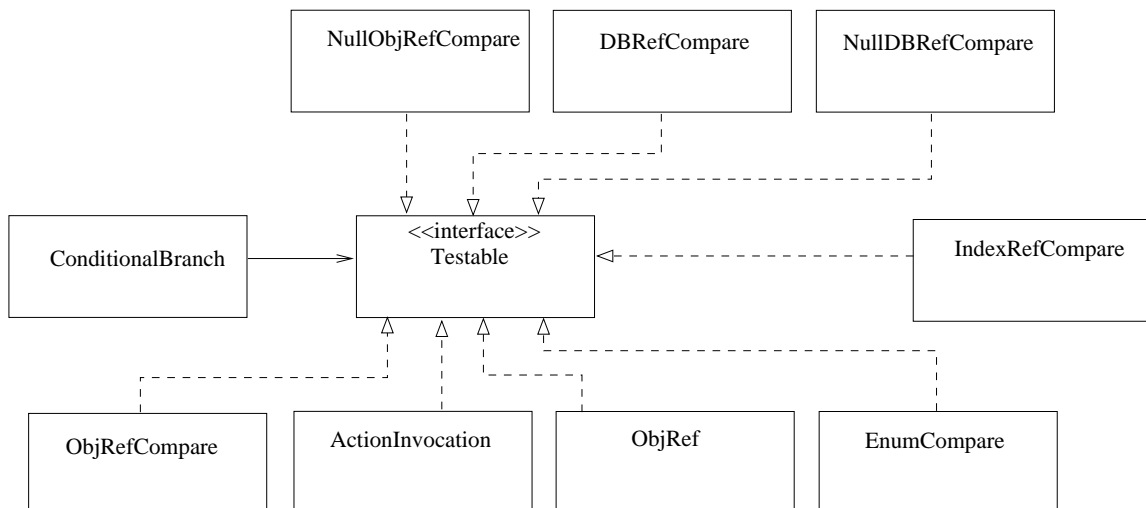 NullObjRefCompare
DBRefCompare
NullDBRefCompare
ConditionalBranch
<<interface>>
Testable
IndexRefCompare
ObjRefCompare
ActionInvocation
ObjRef
EnumCompare